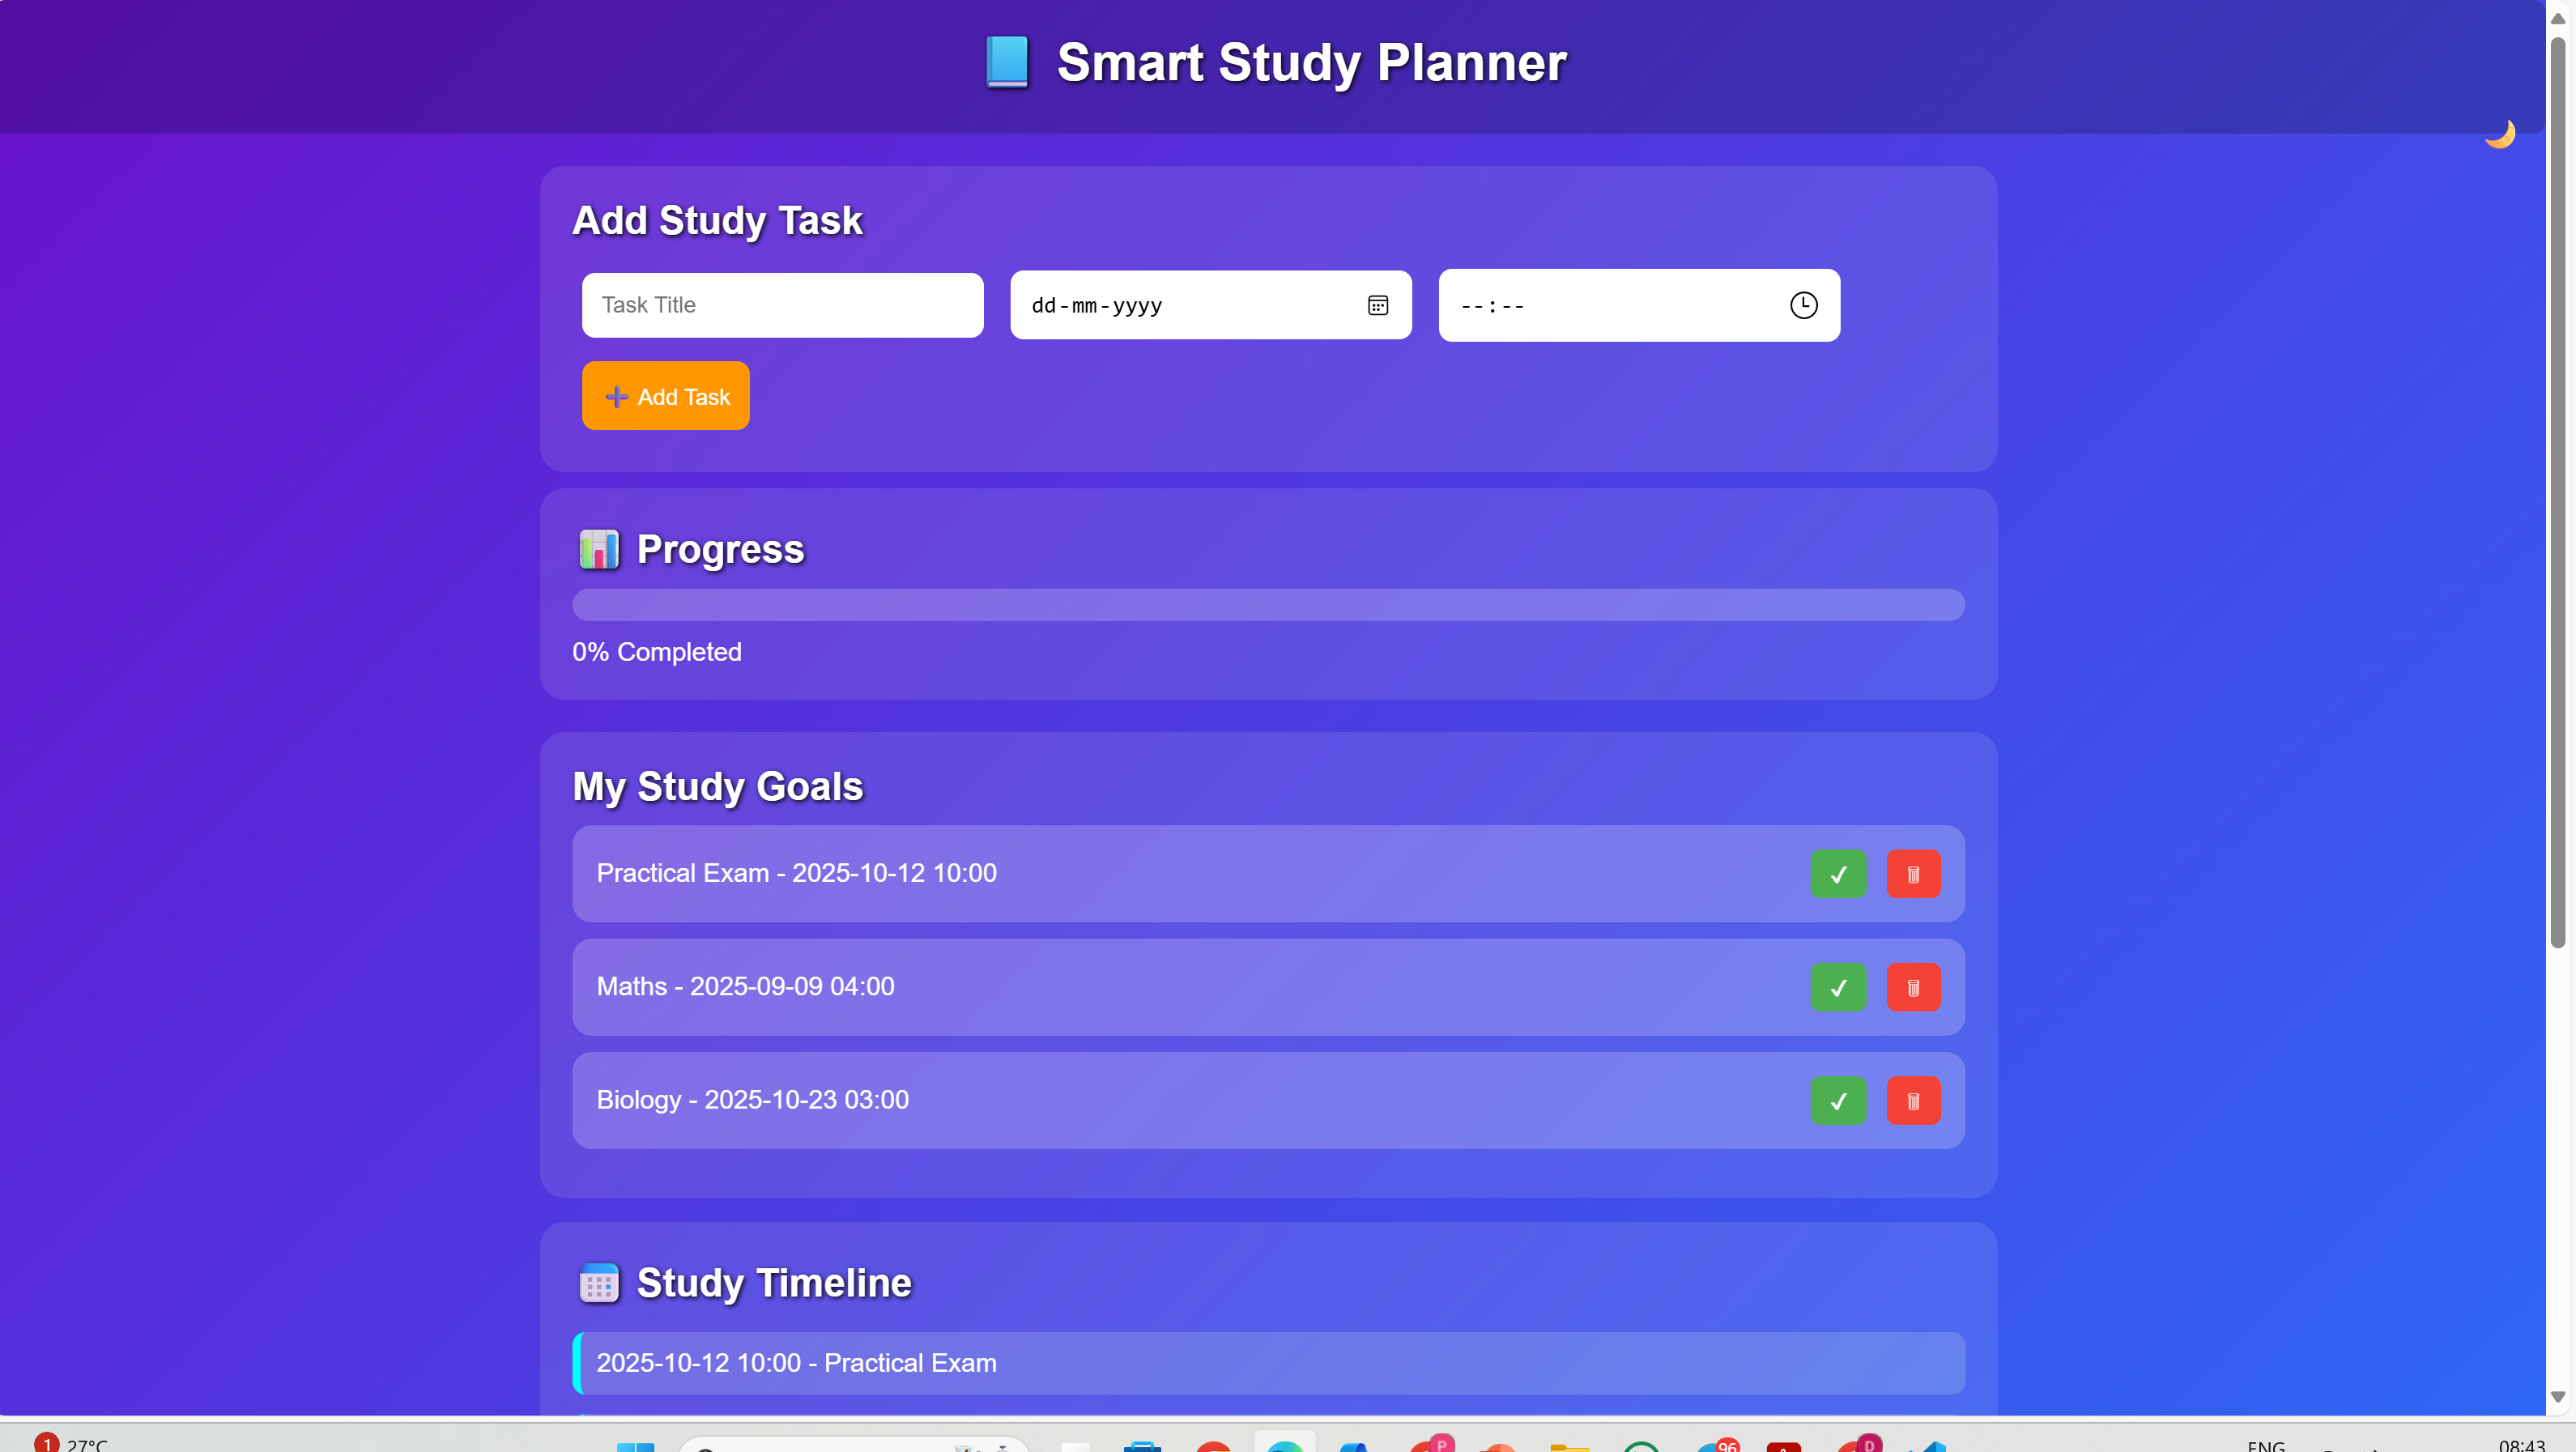 Smart Study Planner
Add Study Task
Task Title
dd-mm-yyyy
--:--
Add Task
Progress
0% Completed
My Study Goals
Practical Exam - 2025-10-12 10:00
Maths - 2025-09-09 04:00
Biology - 2025-10-23 03:00
Study Timeline
2025-10-12 10:00 - Practical Exam
1
27°C
P
96
D
ENG
08:43